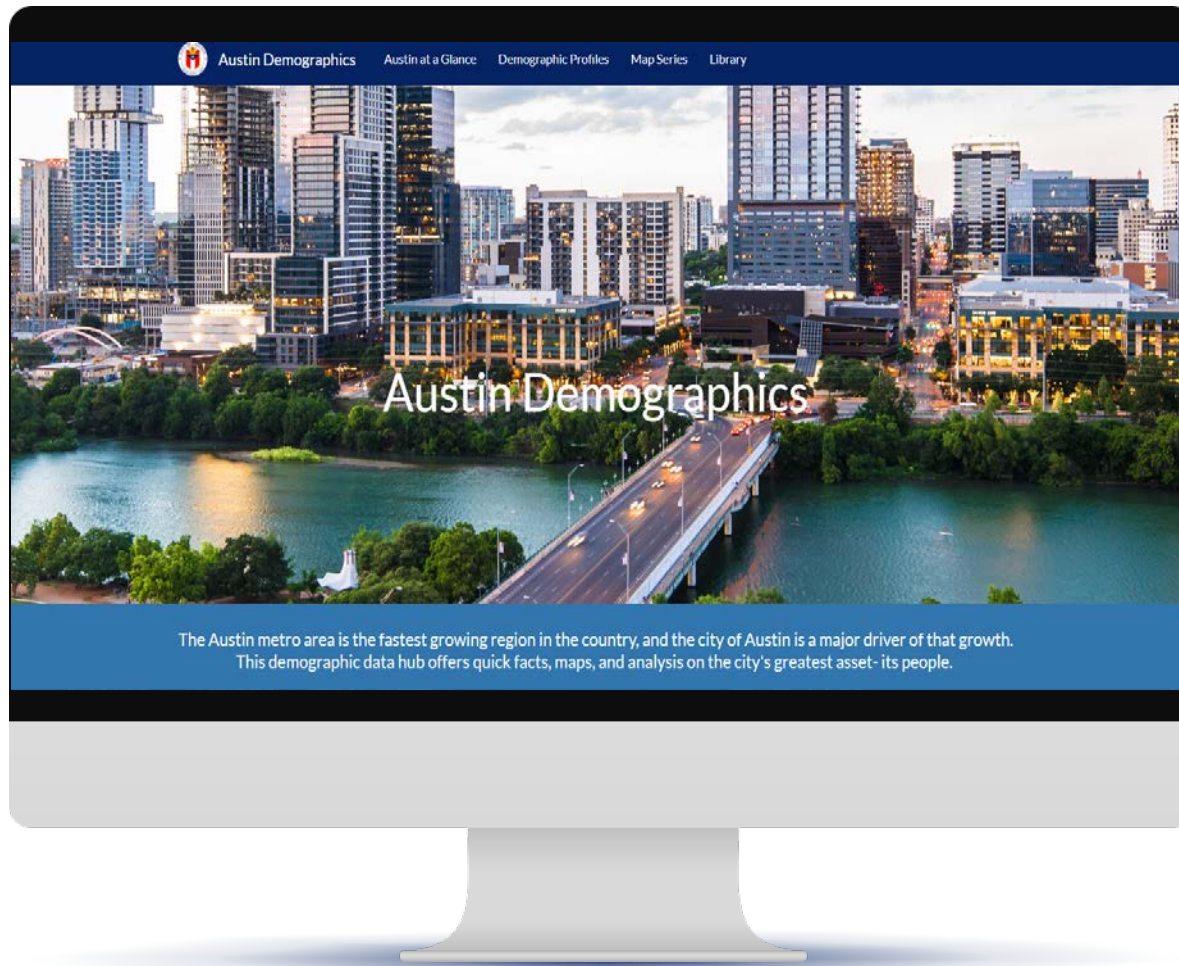 Austin Demographics Austin at a Glance Demographic Profiles Map Series Library
Austin Demographics
The Austin metro area is the fastest growing region in the country, and the city of Austin is a major driver of that growth.
This demographic data hub offers quick facts, maps, and analysis on the city's greatest asset- its people.